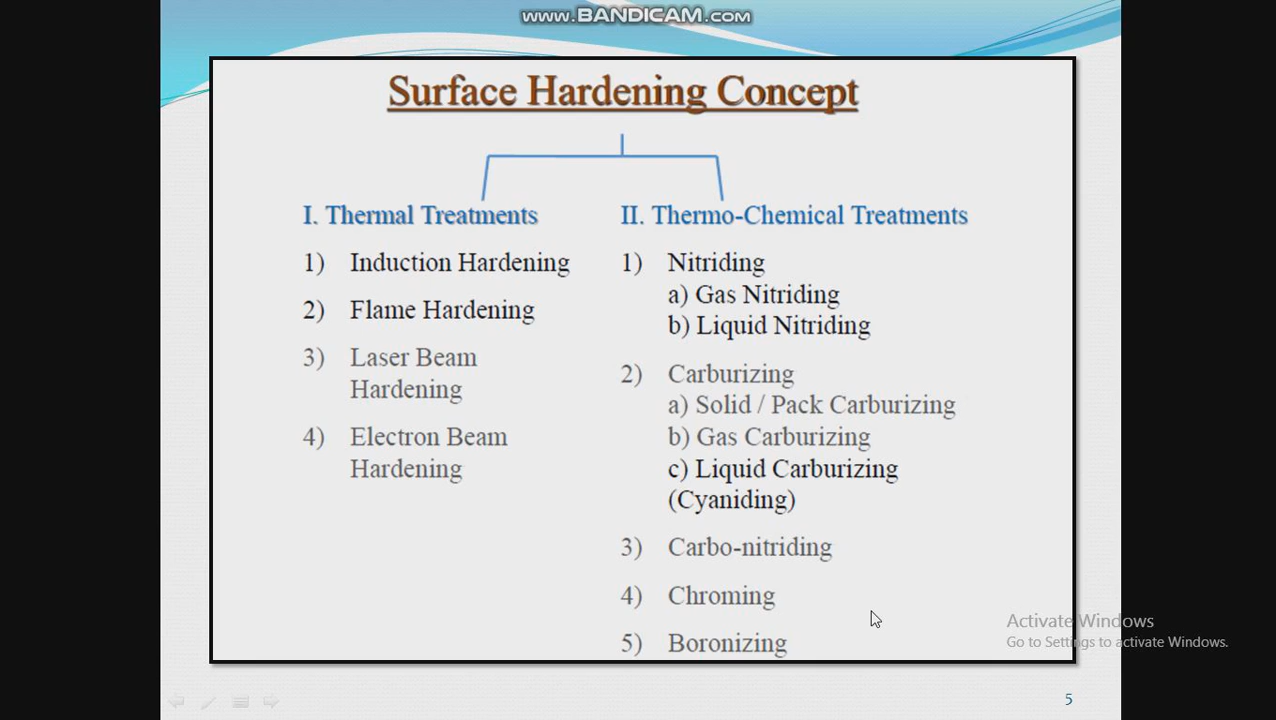 www.BANDICAM.com
Surface Hardening Concept
I. Thermal Treatments
1) Induction Hardening
2) Flame Hardening
3) Laser Beam
Hardening
4) Electron Beam
Hardening
II. Thermo-Chemical Treatments
1) Nitriding
a) Gas Nitriding
b) Liquid Nitriding
2) Carburizing
a) Solid / Pack Carburizing
b) Gas Carburizing
c) Liquid Carburizing
(Cyaniding)
3) Carbo-nitriding
4) Chroming
5) Boronizing
Activate Windows
Go to Settings to activate Windows.
5